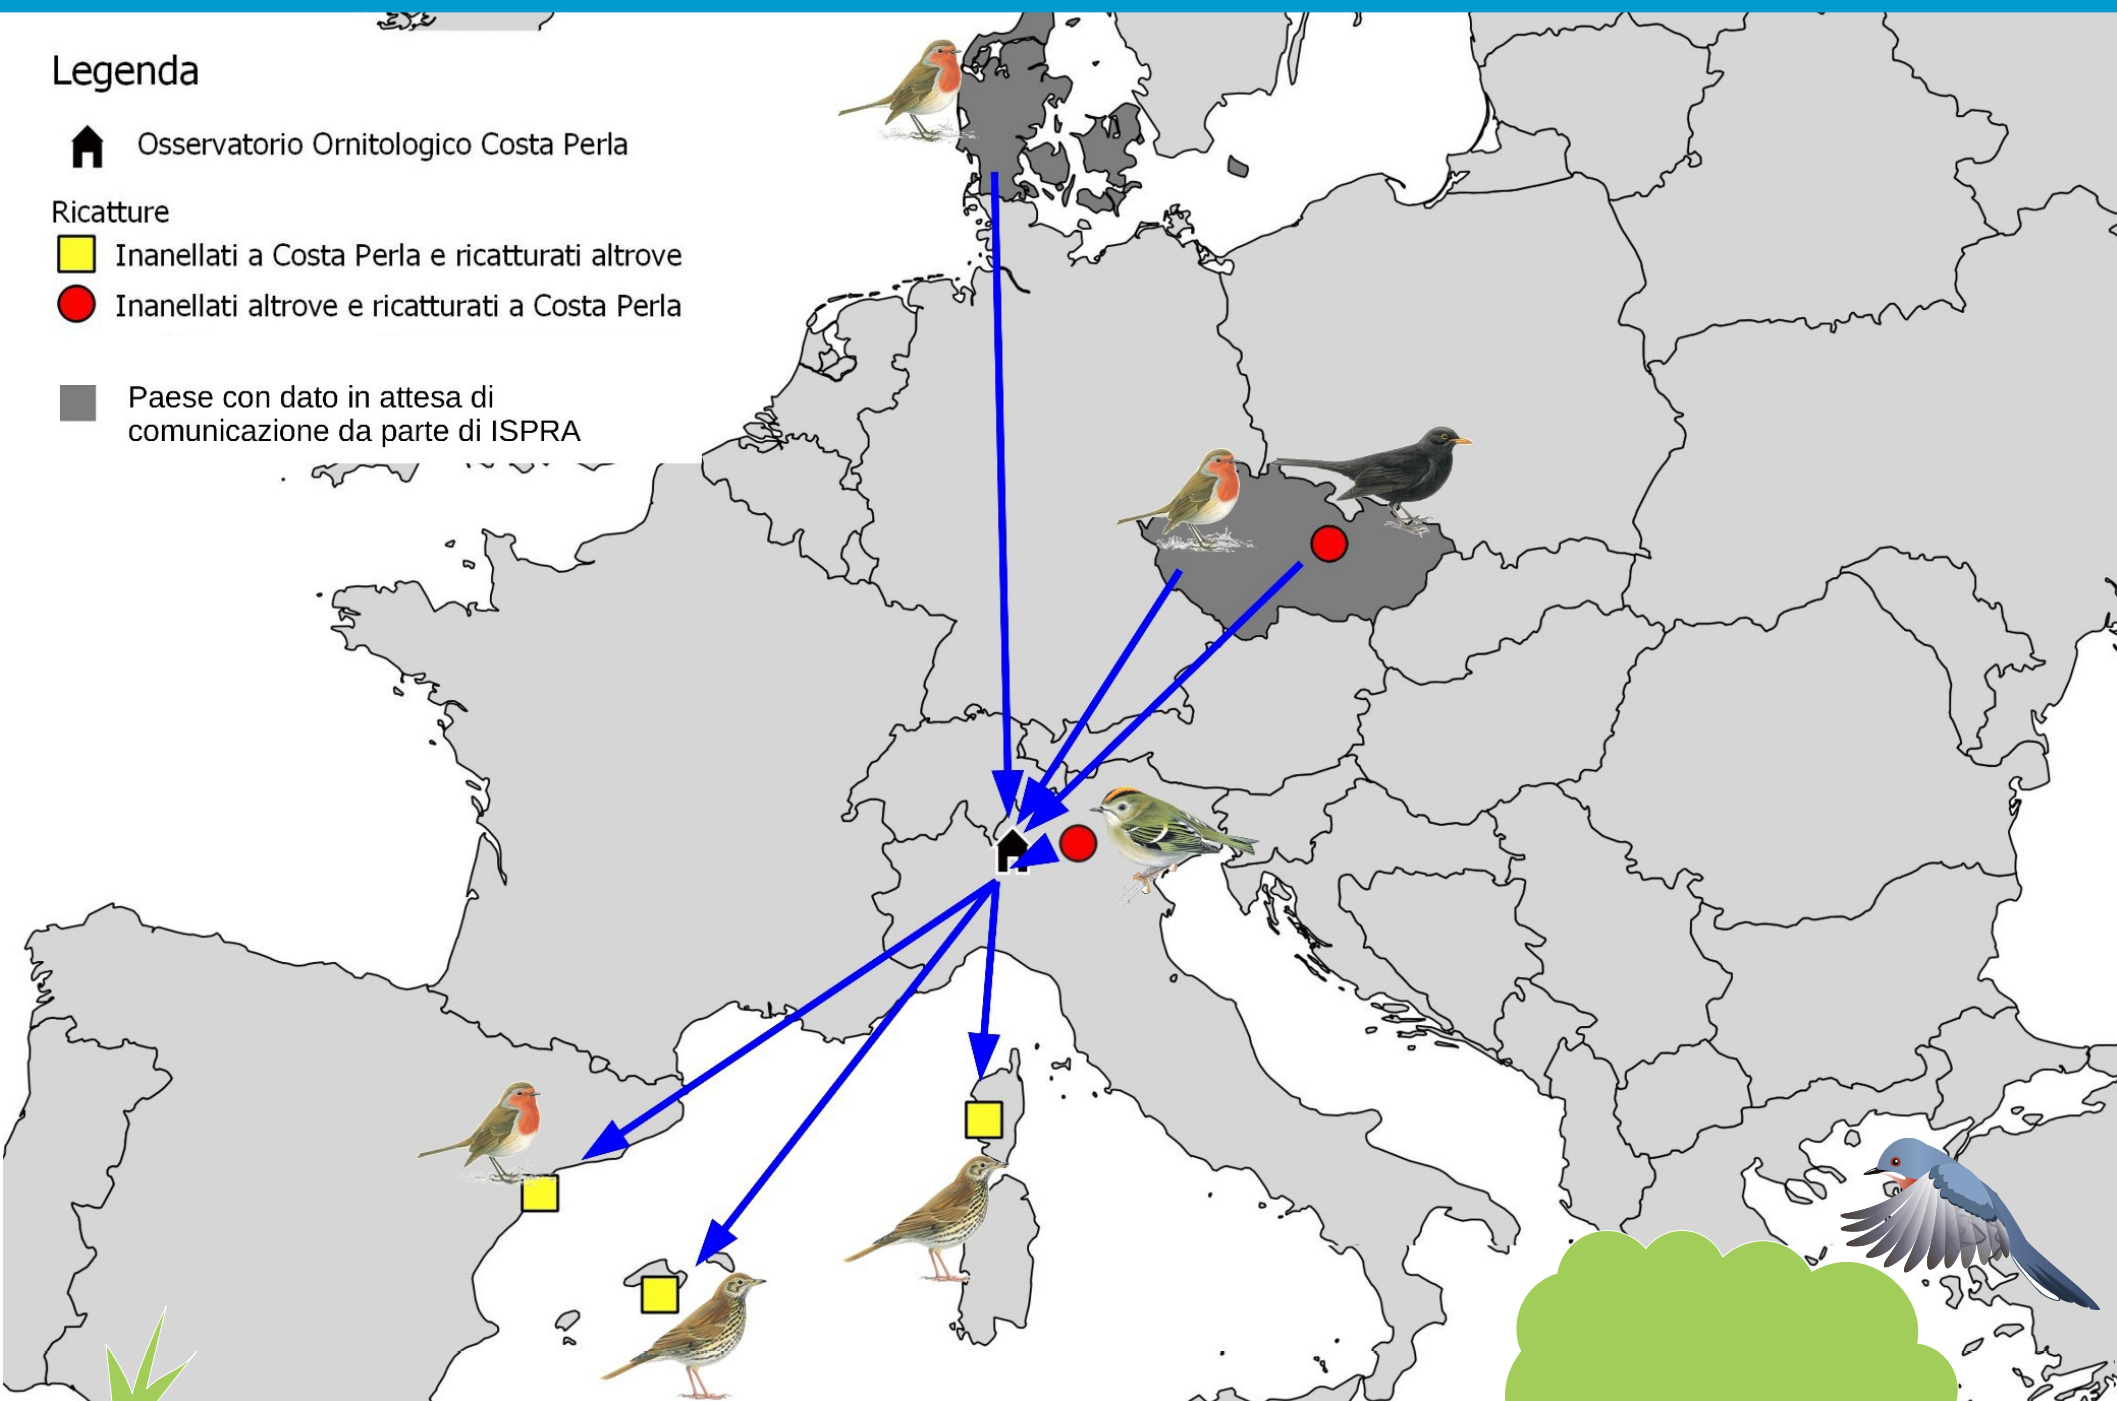 Legenda
Osservatorio Ornitologico Costa Perla
Ricatture
Inanellati a Costa Perla e ricatturati altrove
Inanellati altrove e ricatturati a Costa Perla
Paese con dato in attesa di
comunicazione da parte di ISPRA